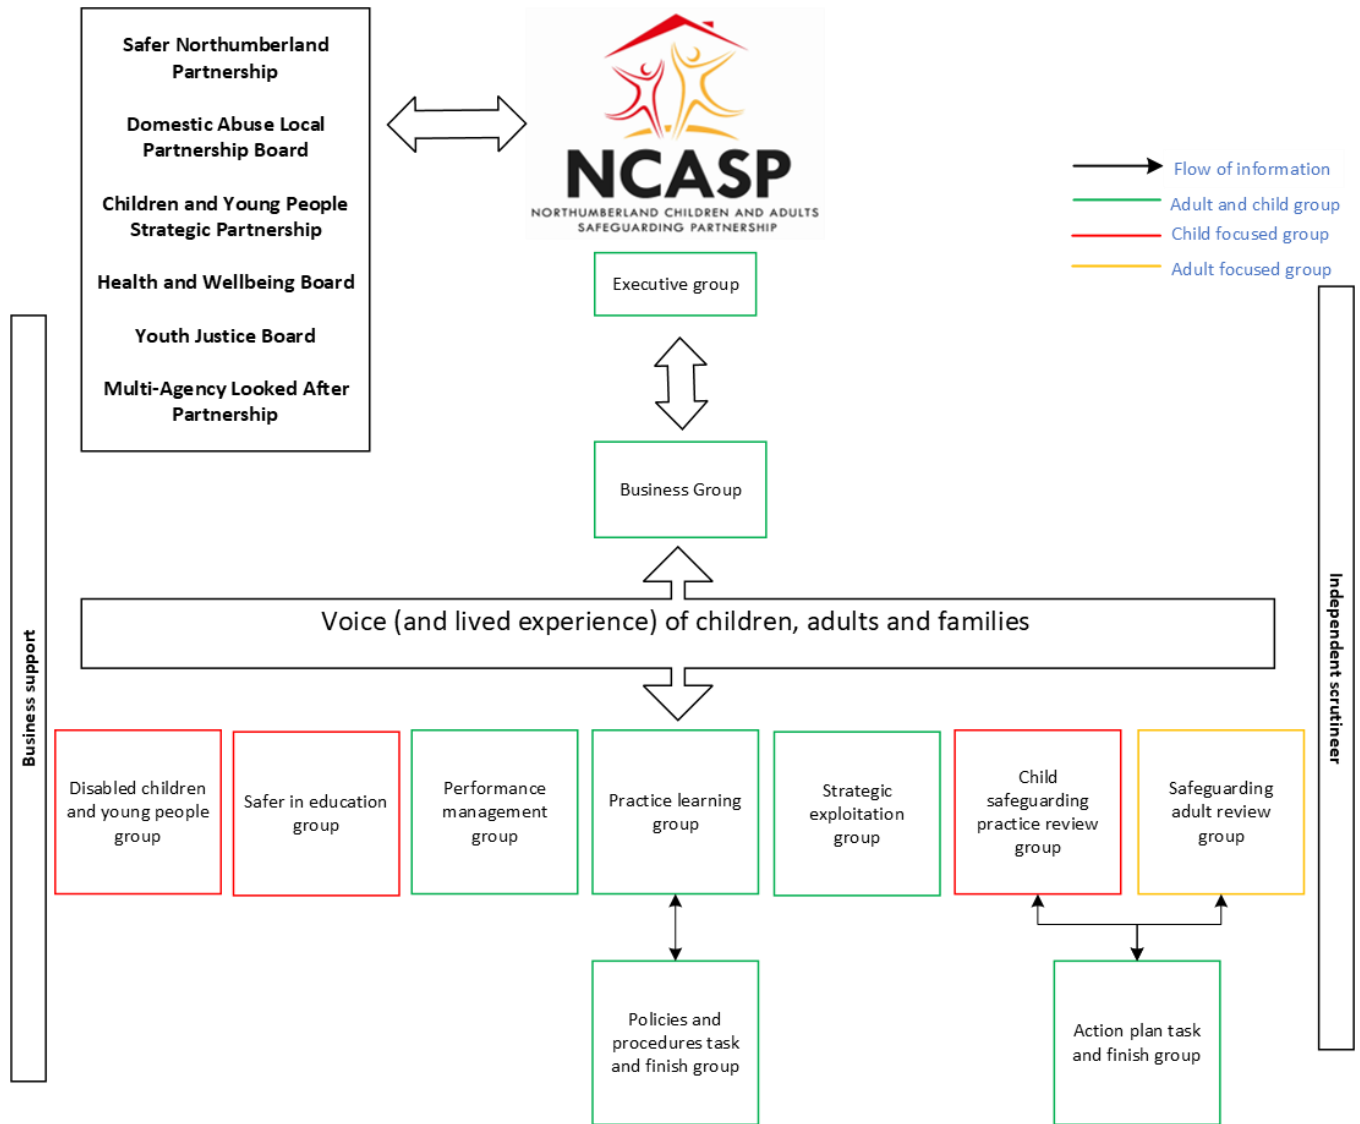 Safer Northumberland
Partnership
Domestic Abuse Local
Partnership Board
Children and Young People
Strategic Partnership
Health and Wellbeing Board
Youth Justice Board
Multi-Agency Looked After
Partnership
NCASP
NORTHUMBERLAND CHILDREN AND ADULTS
SAFEGUARDING PARTNERSHIP
Flow of information
Adult and child group
Child focused group
Adult focused group
Executive group
Business Group
Business support
Independent scrutineer
Voice (and lived experience) of children, adults and families
Disabled children
and young people
group
Safer in education
group
Performance
management
group
Practice learning
group
Strategic
exploitation
group
Child
safeguarding
practice review
group
Safeguarding
adult review
group
Policies and
procedures task
and finish group
Action plan task
and finish group